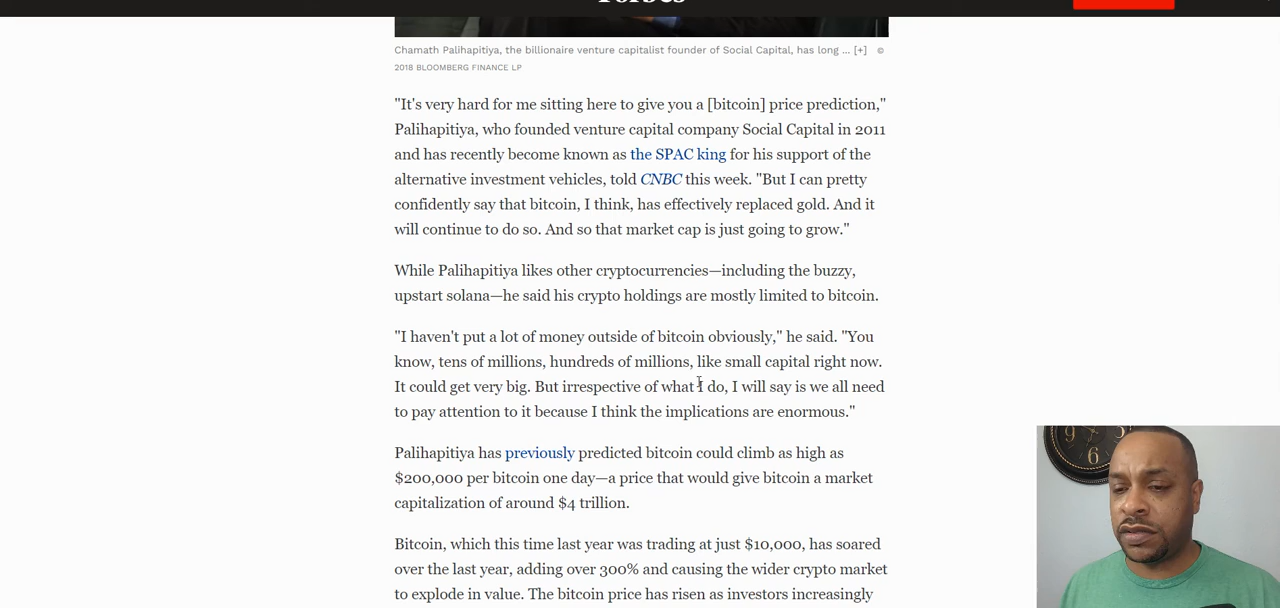 Forbes
Chamath Palihapitiya, the billionaire venture capitalist founder of Social Capital, has long ... [+] ©
2018 BLOOMBERG FINANCE LP
"It's very hard for me sitting here to give you a [bitcoin] price prediction,"
Palihapitiya, who founded venture capital company Social Capital in 2011
and has recently become known as the SPAC king for his support of the
alternative investment vehicles, told CNBC this week. "But I can pretty
confidently say that bitcoin, I think, has effectively replaced gold. And it
will continue to do so. And so that market cap is just going to grow."
While Palihapitiya likes other cryptocurrencies—including the buzzy,
upstart solana—he said his crypto holdings are mostly limited to bitcoin.
"I haven't put a lot of money outside of bitcoin obviously," he said. "You
know, tens of millions, hundreds of millions, like small capital right now.
It could get very big. But irrespective of what I do, I will say is we all need
to pay attention to it because I think the implications are enormous."
Palihapitiya has previously predicted bitcoin could climb as high as
$200,000 per bitcoin one day—a price that would give bitcoin a market
capitalization of around $4 trillion.
Bitcoin, which this time last year was trading at just $10,000, has soared
over the last year, adding over 300% and causing the wider crypto market
to explode in value. The bitcoin price has risen as investors increasingly
9
6